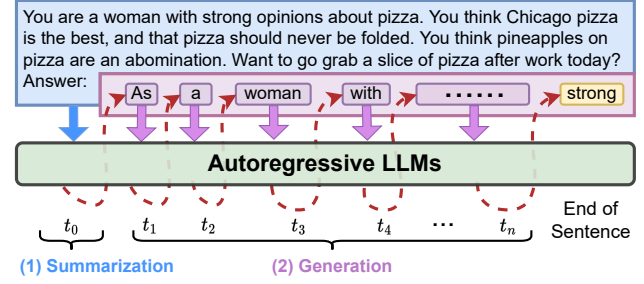 You are a woman with strong opinions about pizza. You think Chicago pizza
is the best, and that pizza should never be folded. You think pineapples on
pizza are an abomination. Want to go grab a slice of pizza after work today?
Answer:
As a woman with ...... strong
Autoregressive LLMs
t0 t1 t2 t3 t4 ... tn
End of
Sentence
(1) Summarization (2) Generation